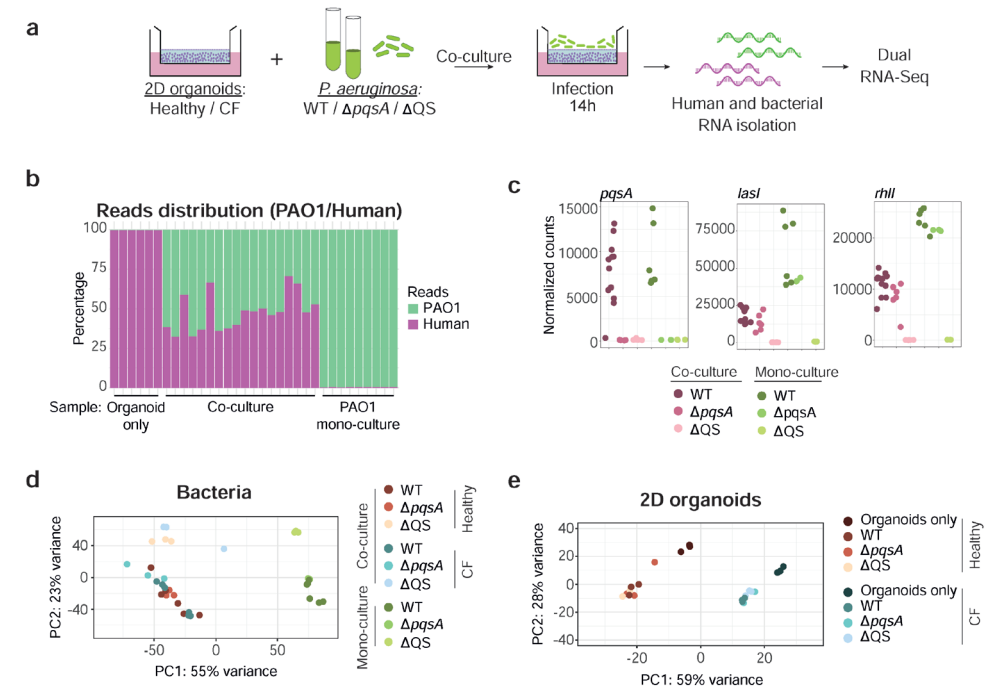 a
2D organoids:
Healthy / CF
+
P. aeruginosa:
WT / ΔpqsA / ΔQS
Co-culture
Infection
14h
Human and bacterial
RNA isolation
Dual
RNA-Seq
b
Reads distribution (PAO1/Human)
Percentage
100
75
50
25
0
Reads
PAO1
Human
Sample:
Organoid
only
Co-culture
PAO1
mono-culture
c
Normalized counts
pqsA
15000
10000
5000
0
lasI
75000
50000
25000
0
rhlI
20000
10000
0
Co-culture
WT
ΔpqsA
ΔQS
Mono-culture
WT
ΔpqsA
ΔQS
d
Bacteria
PC2: 23% variance
40
0
-40
-50
0
50
PC1: 55% variance
Co-culture
WT
ΔpqsA
ΔQS
Healthy
WT
ΔpqsA
ΔQS
CF
Mono-culture
WT
ΔpqsA
ΔQS
e
2D organoids
PC2: 28% variance
40
20
0
-20
-40
-20
0
20
PC1: 59% variance
Organoids only
WT
ΔpqsA
ΔQS
Healthy
Organoids only
WT
ΔpqsA
ΔQS
CF